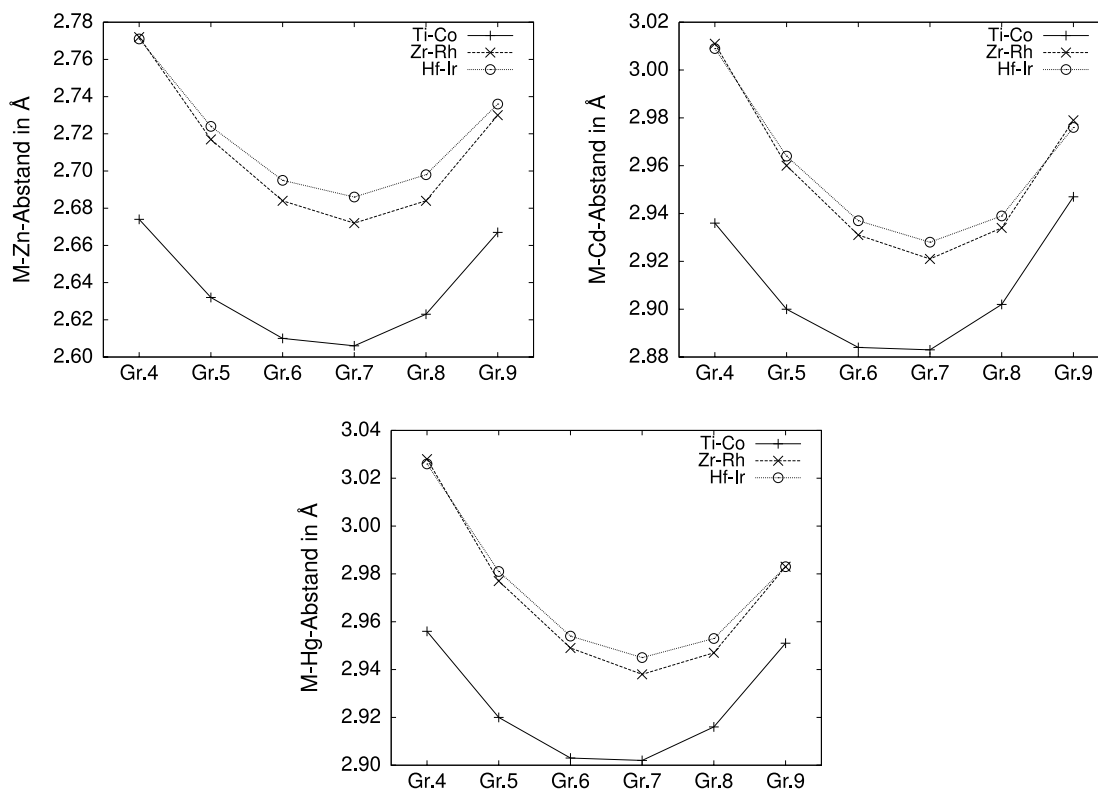 M-Zn-Abstand in Å
2.78
2.76
2.74
2.72
2.70
2.68
2.66
2.64
2.62
2.60
Gr.4 Gr.5 Gr.6 Gr.7 Gr.8 Gr.9
Ti-Co
Zr-Rh
Hf-Ir
M-Cd-Abstand in Å
3.02
3.00
2.98
2.96
2.94
2.92
2.90
2.88
Gr.4 Gr.5 Gr.6 Gr.7 Gr.8 Gr.9
Ti-Co
Zr-Rh
Hf-Ir
M-Hg-Abstand in Å
3.04
3.02
3.00
2.98
2.96
2.94
2.92
2.90
Gr.4 Gr.5 Gr.6 Gr.7 Gr.8 Gr.9
Ti-Co
Zr-Rh
Hf-Ir